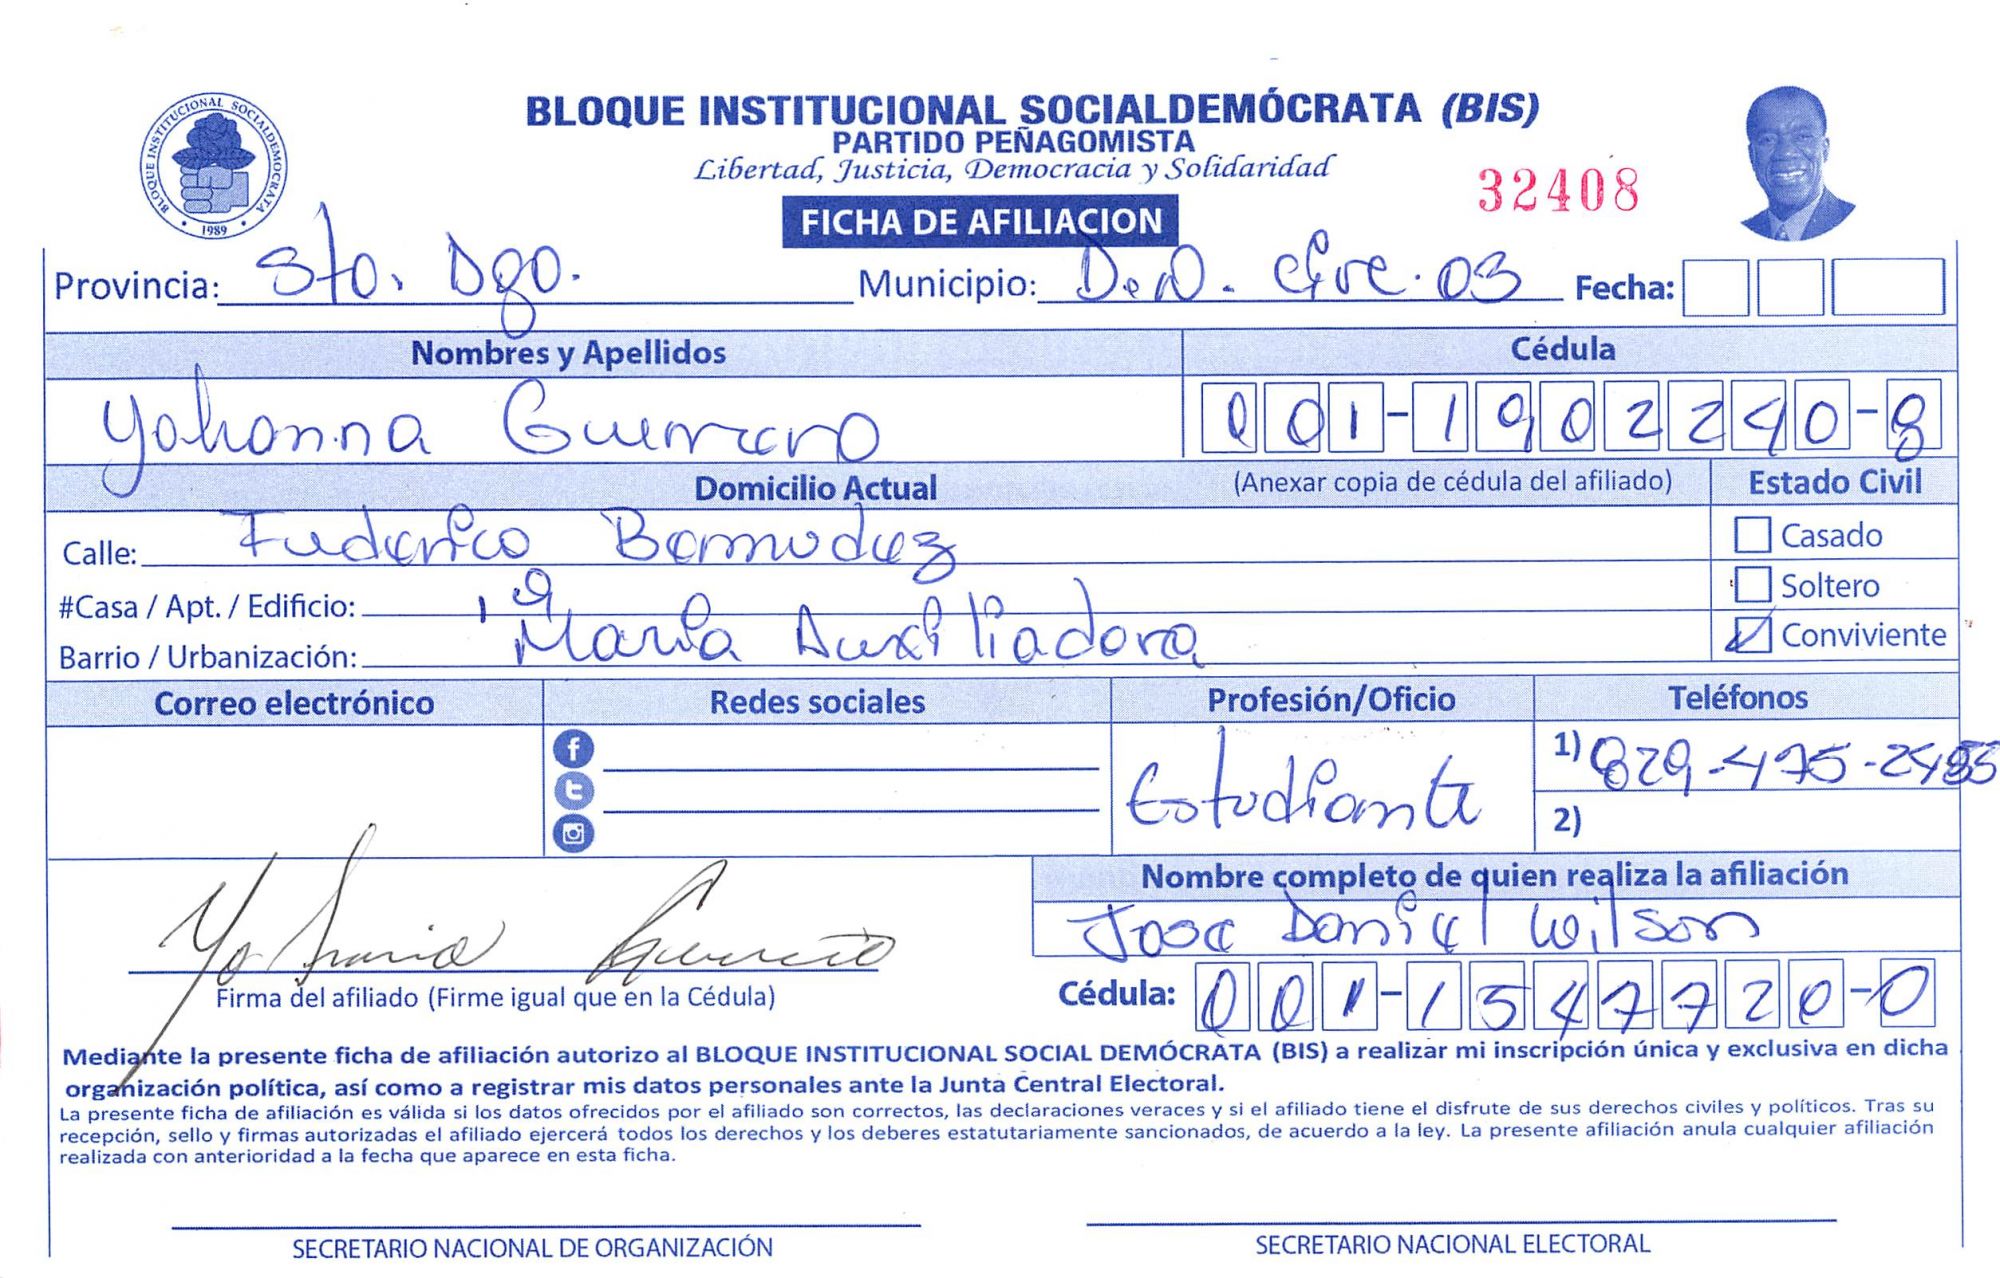 BLOQUE INSTITUCIONAL SOCIALDEMÓCRATA (BIS)
PARTIDO PEÑAGOMISTA
Libertad, Justicia, Democracia y Solidaridad
32408
BLOQUE INSTITUCIONAL SOCIALDEMOCRATA
1989
FICHA DE AFILIACION
Provincia: Sto. Dgo. Municipio: D.N. Circ. 03 Fecha:
Nombres y Apellidos Cédula
Yohanna Guerrero 001-1902240-8
Domicilio Actual (Anexar copia de cédula del afiliado) Estado Civil
Calle: Federico Bermudez Casado
#Casa / Apt. / Edificio: 19 Soltero
Barrio / Urbanización: Maria Auxiliadora Conviviente
Correo electrónico Redes sociales Profesión/Oficio Teléfonos
Estudiante 1) 829-475-
2)
Nombre completo de quien realiza la afiliación
Jose Daniel Wilson
Yohanna Guerrero
Firma del afiliado (Firme igual que en la Cédula) Cédula: 001-1547720-0
Mediante la presente ficha de afiliación autorizo al BLOQUE INSTITUCIONAL SOCIAL DEMÓCRATA (BIS) a realizar mi inscripción única y exclusiva en dicha
organización política, así como a registrar mis datos personales ante la Junta Central Electoral.
La presente ficha de afiliación es válida si los datos ofrecidos por el afiliado son correctos, las declaraciones veraces y si el afiliado tiene el disfrute de sus derechos civiles y políticos. Tras su
recepción, sello y firmas autorizadas el afiliado ejercerá todos los derechos y los deberes estatutariamente sancionados, de acuerdo a la ley. La presente afiliación anula cualquier afiliación
realizada con anterioridad a la fecha que aparece en esta ficha.
SECRETARIO NACIONAL DE ORGANIZACIÓN SECRETARIO NACIONAL ELECTORAL